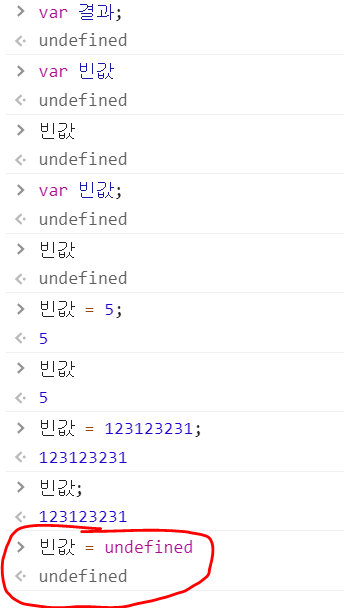 > var 결과;
<· undefined
> var 빈값
<· undefined
> 빈값
<· undefined
> var 빈값;
<· undefined
> 빈값
<· undefined
> 빈값 = 5;
<· 5
> 빈값
<· 5
> 빈값 = 123123231;
<· 123123231
> 빈값;
<· 123123231
> 빈값 = undefined
<· undefined